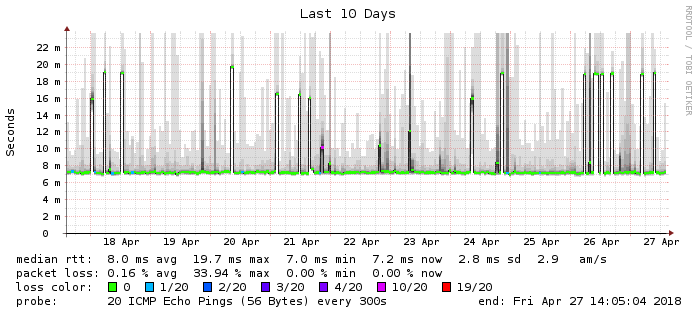 Last 10 Days
RRDTOOL / TOBI OETIKER
Seconds
22 m
20 m
18 m
16 m
14 m
12 m
10 m
8 m
6 m
4 m
2 m
0
18 Apr 19 Apr 20 Apr 21 Apr 22 Apr 23 Apr 24 Apr 25 Apr 26 Apr 27 Apr
median rtt: 8.0 ms avg 19.7 ms max 7.0 ms min 7.2 ms now 2.8 ms sd 2.9 am/s
packet loss: 0.16 % avg 33.94 % max 0.00 % min 0.00 % now
loss color: 0 1/20 2/20 3/20 4/20 10/20 19/20
probe: 20 ICMP Echo Pings (56 Bytes) every 300s end: Fri Apr 27 14:05:04 2018